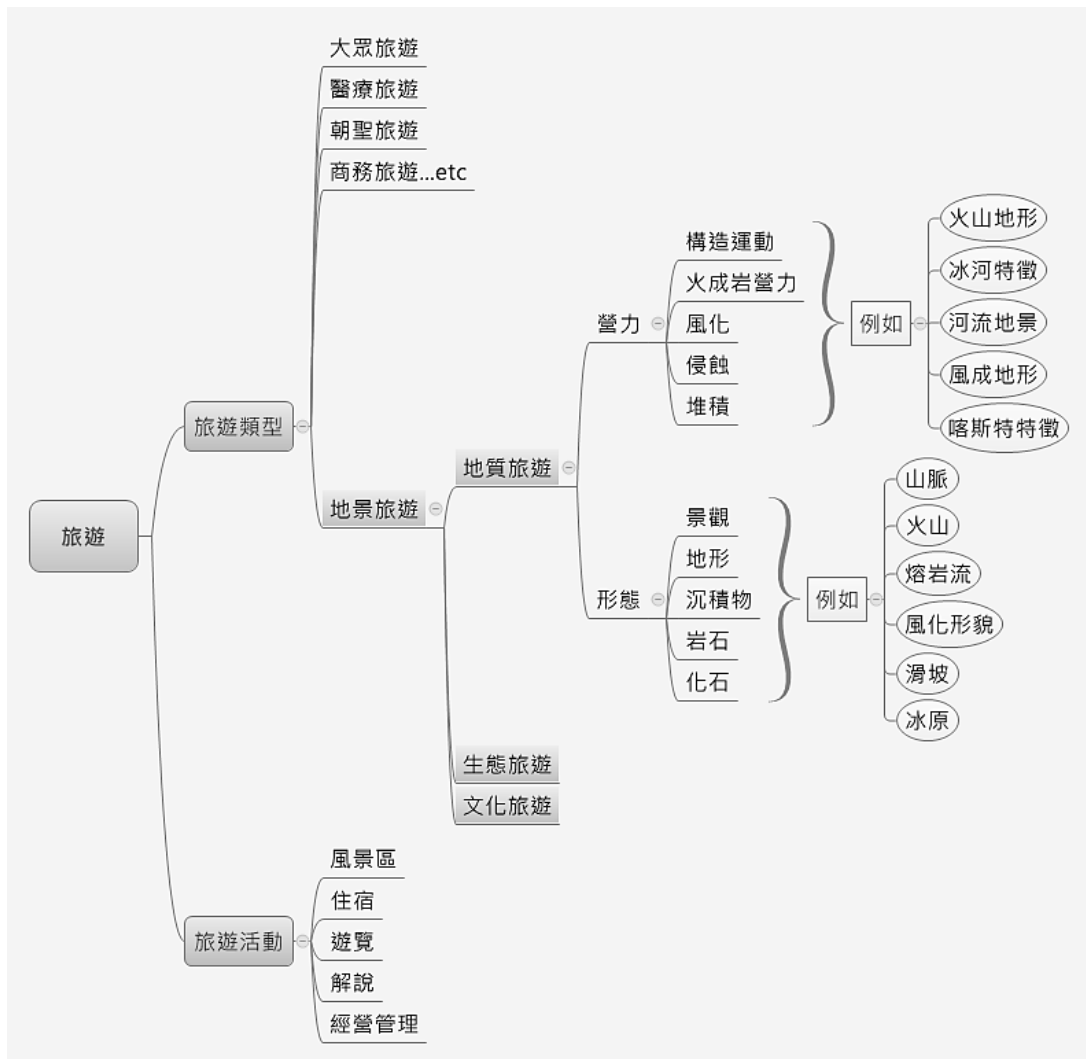 旅遊
旅遊類型
大眾旅遊
醫療旅遊
朝聖旅遊
商務旅遊...etc
地景旅遊
地質旅遊
營力
構造運動
火成岩營力
風化
侵蝕
堆積
例如
火山地形
冰河特徵
河流地景
風成地形
喀斯特特徵
形態
景觀
地形
沉積物
岩石
化石
例如
山脈
火山
熔岩流
風化形貌
滑坡
冰原
生態旅遊
文化旅遊
旅遊活動
風景區
住宿
遊覽
解說
經營管理